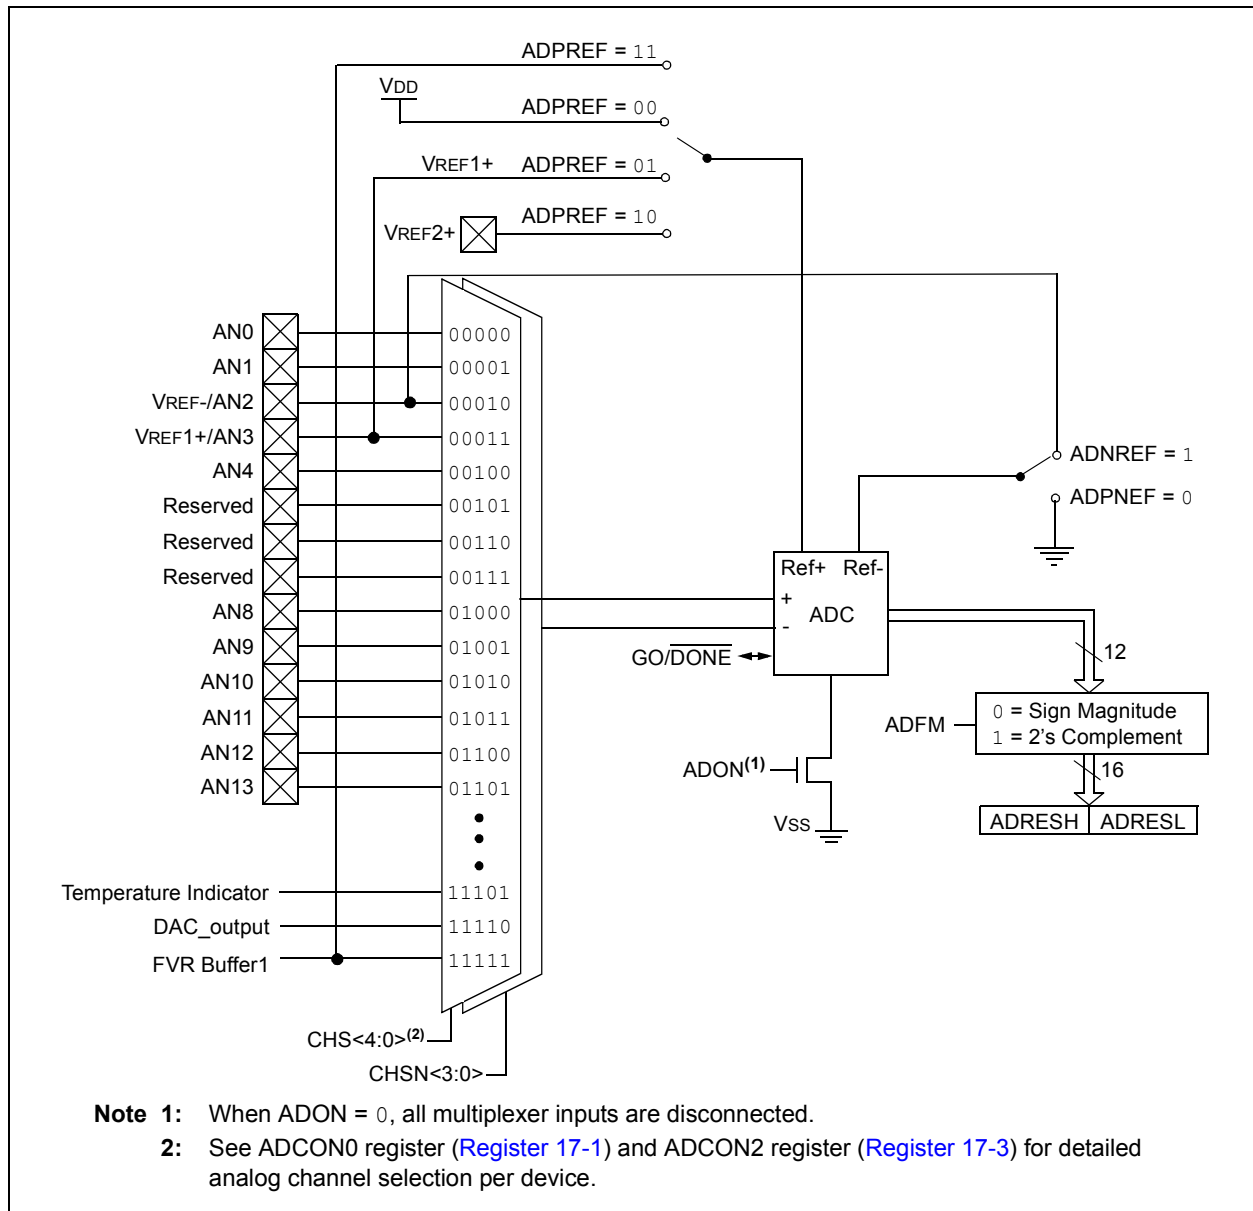 ADPREF = 11
VDD
ADPREF = 00
VREF1+ ADPREF = 01
ADPREF = 10
VREF2+
AN0
00000
AN1
00001
VREF-/AN2
00010
VREF1+/AN3
00011
AN4
00100
Reserved
00101
Reserved
00110
Reserved
00111
AN8
01000
AN9
01001
AN10
01010
AN11
01011
AN12
01100
AN13
01101
Temperature Indicator
11101
DAC_output
11110
FVR Buffer1
11111
CHS<4:0>(2)
CHSN<3:0>
ADNREF = 1
ADPNEF = 0
Ref+ Ref-
+
ADC
-
GO/DONE
12
ADFM
0 = Sign Magnitude
1 = 2's Complement
16
ADON(1)
VSS
ADRESH ADRESL
Note 1: When ADON = 0, all multiplexer inputs are disconnected.
2: See ADCON0 register (Register 17-1) and ADCON2 register (Register 17-3) for detailed
analog channel selection per device.